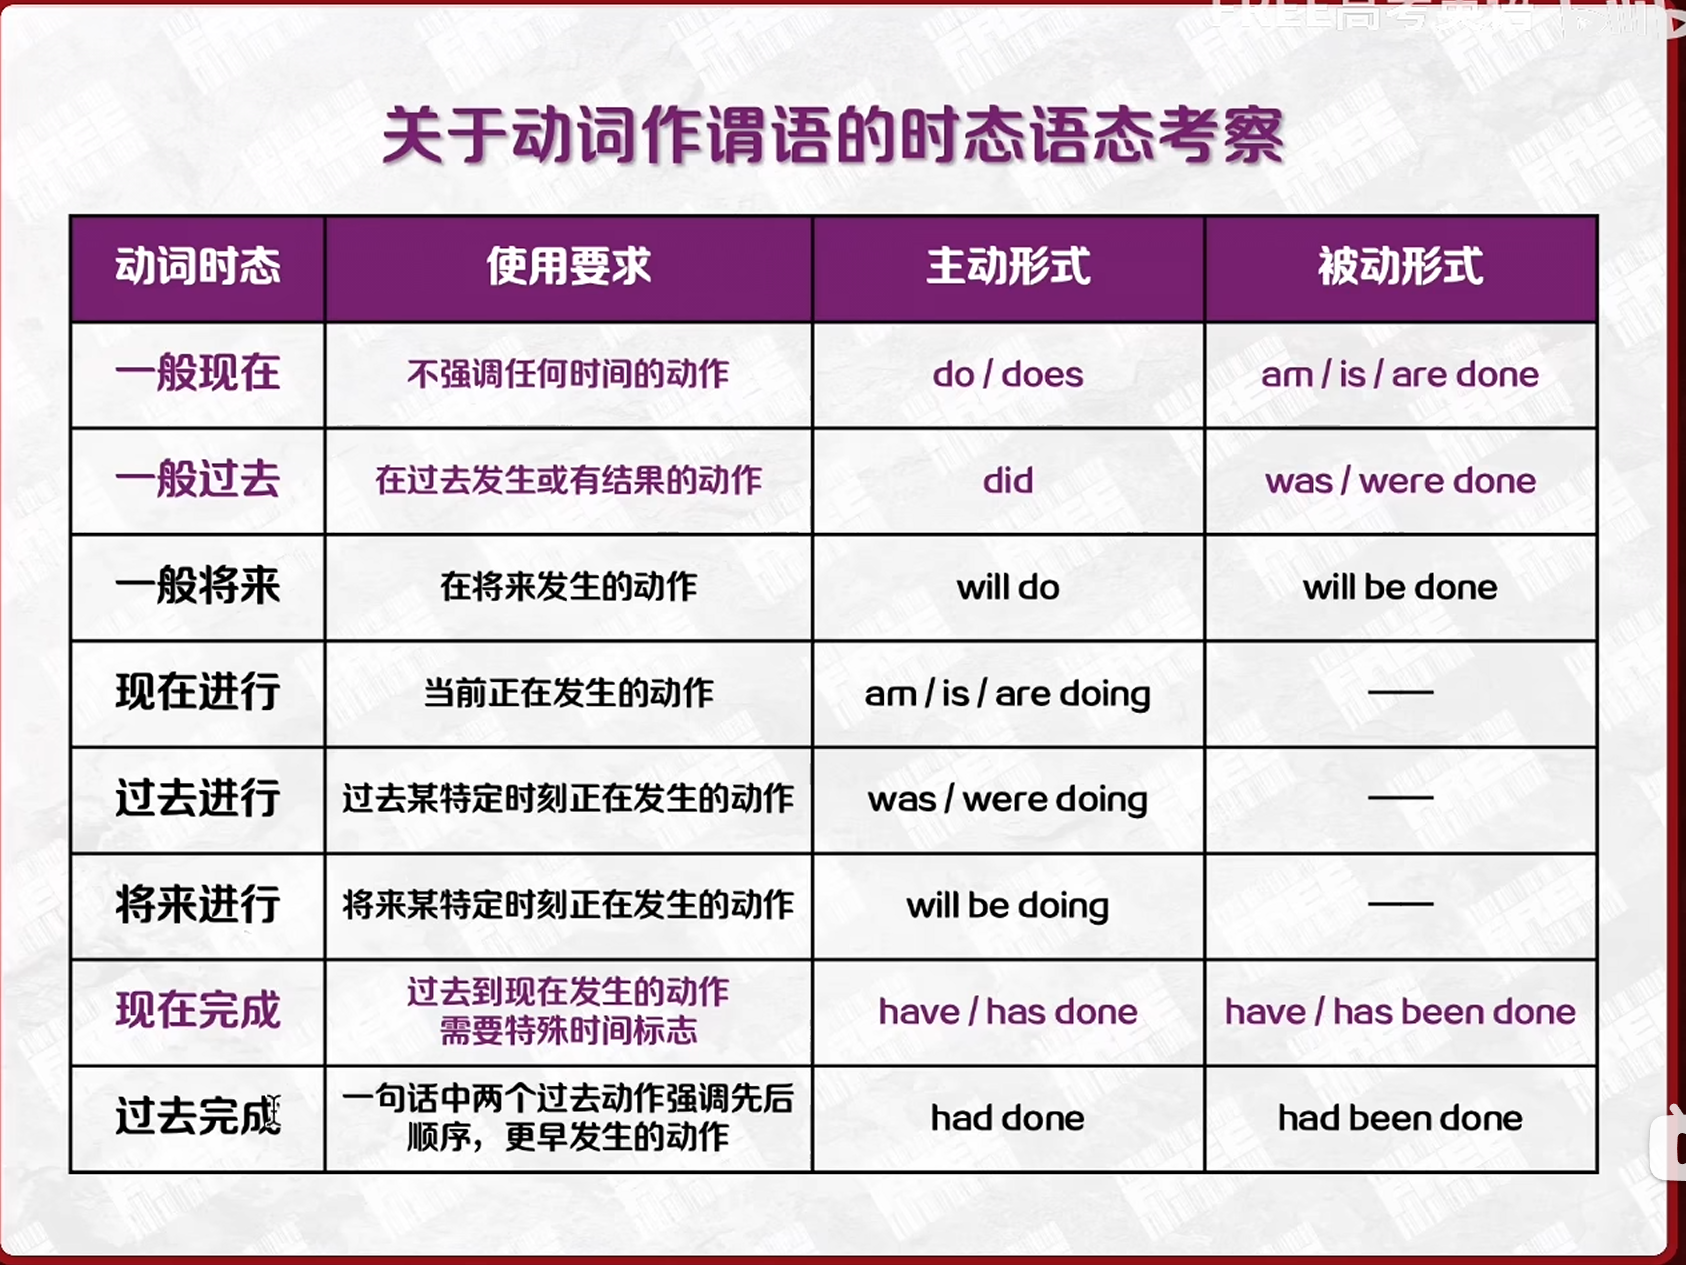 关于动词作谓语的时态语态考察
动词时态 使用要求 主动形式 被动形式
一般现在 不强调任何时间的动作 do / does am / is / are done
一般过去 在过去发生或有结果的动作 did was / were done
一般将来 在将来发生的动作 will do will be done
现在进行 当前正在发生的动作 am / is / are doing ——
过去进行 过去某特定时刻正在发生的动作 was / were doing ——
将来进行 将来某特定时刻正在发生的动作 will be doing ——
现在完成 过去到现在发生的动作
需要特殊时间标志 have / has done have / has been done
过去完成 一句话中两个过去动作强调先后
顺序，更早发生的动作 had done had been done